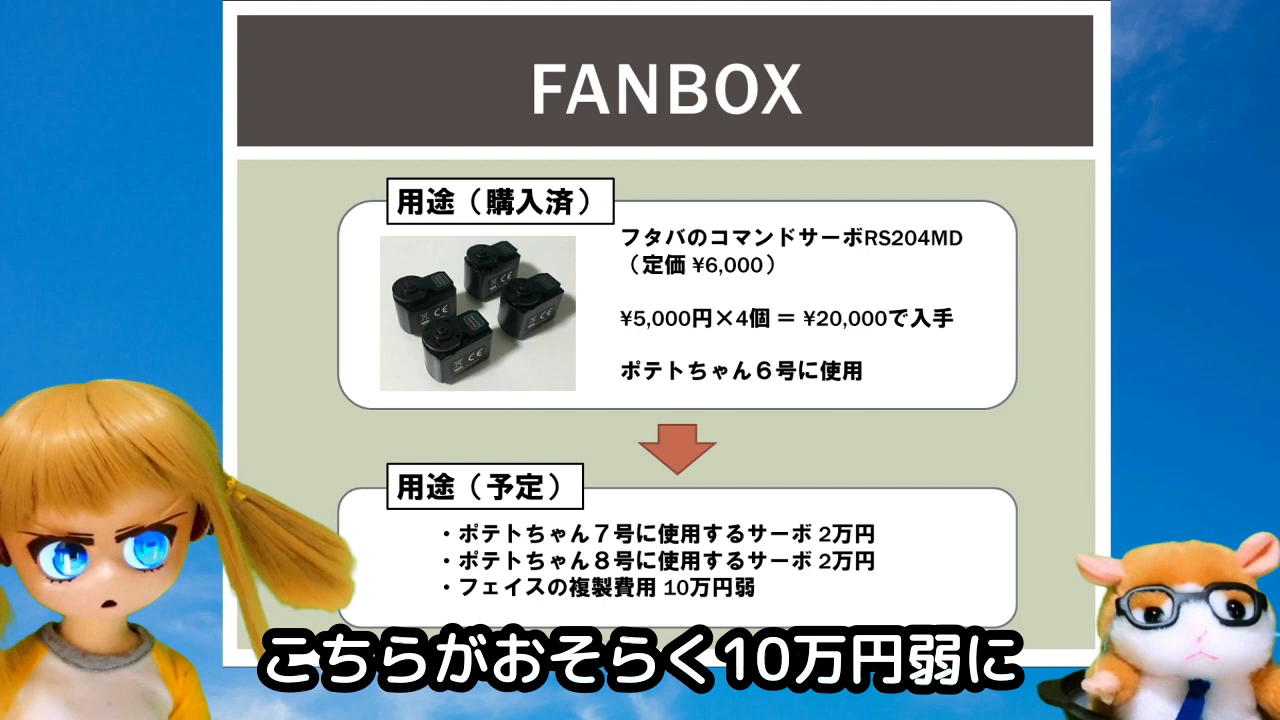 FANBOX
用途（購入済）
フタバのコマンドサーボRS204MD
（定価 ¥6,000）
¥5,000円×4個 ＝ ¥20,000で入手
ポテトちゃん６号に使用
CE
CE
CE
CE
用途（予定）
・ポテトちゃん７号に使用するサーボ 2万円
・ポテトちゃん８号に使用するサーボ 2万円
・フェイスの複製費用 10万円弱
こちらがおそらく10万円弱に